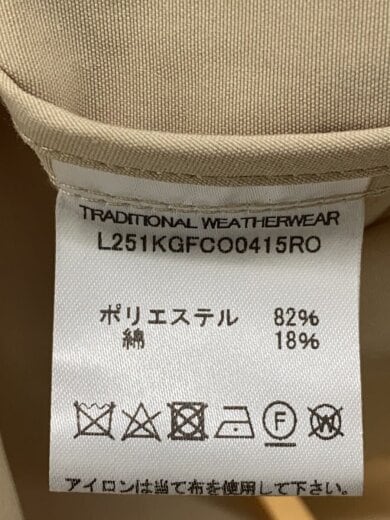 TRADITIONAL WEATHERWEAR
L251KGFCO0415RO
ポリエステル 82%
綿 18%
F W
アイロンは当て布を使用して下さい。